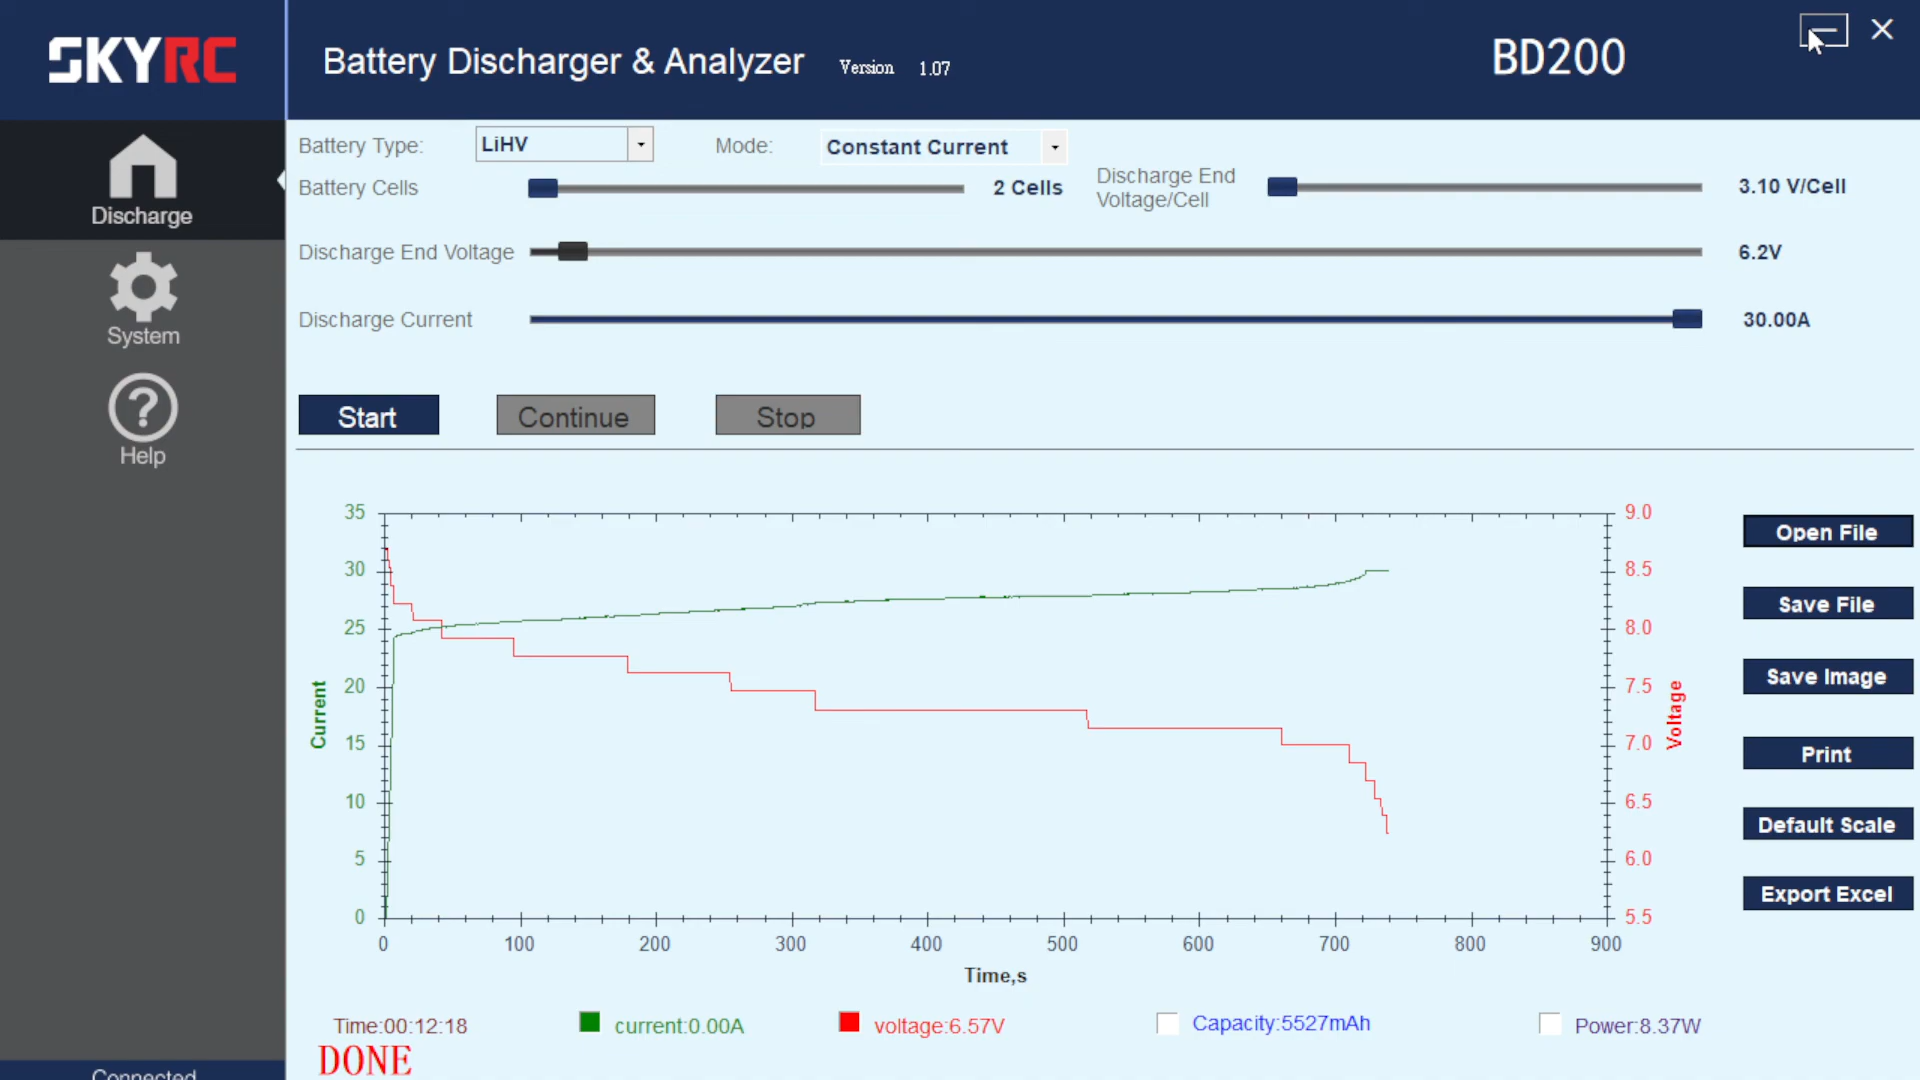 SKYRC
Battery Discharger & Analyzer Version 1.07
BD200
Discharge
System
Help
Connected
Battery Type: LiHV Mode: Constant Current
Battery Cells 2 Cells Discharge End Voltage/Cell 3.10 V/Cell
Discharge End Voltage 6.2V
Discharge Current 30.00A
Start Continue Stop
35 9.0
30 8.5
25 8.0
20 7.5
15 7.0
10 6.5
5 6.0
0 5.5
Current
Voltage
0 100 200 300 400 500 600 700 800 900
Time,s
Open File
Save File
Save Image
Print
Default Scale
Export Excel
Time:00:12:18 current:0.00A voltage:6.57V Capacity:5527mAh Power:8.37W
DONE